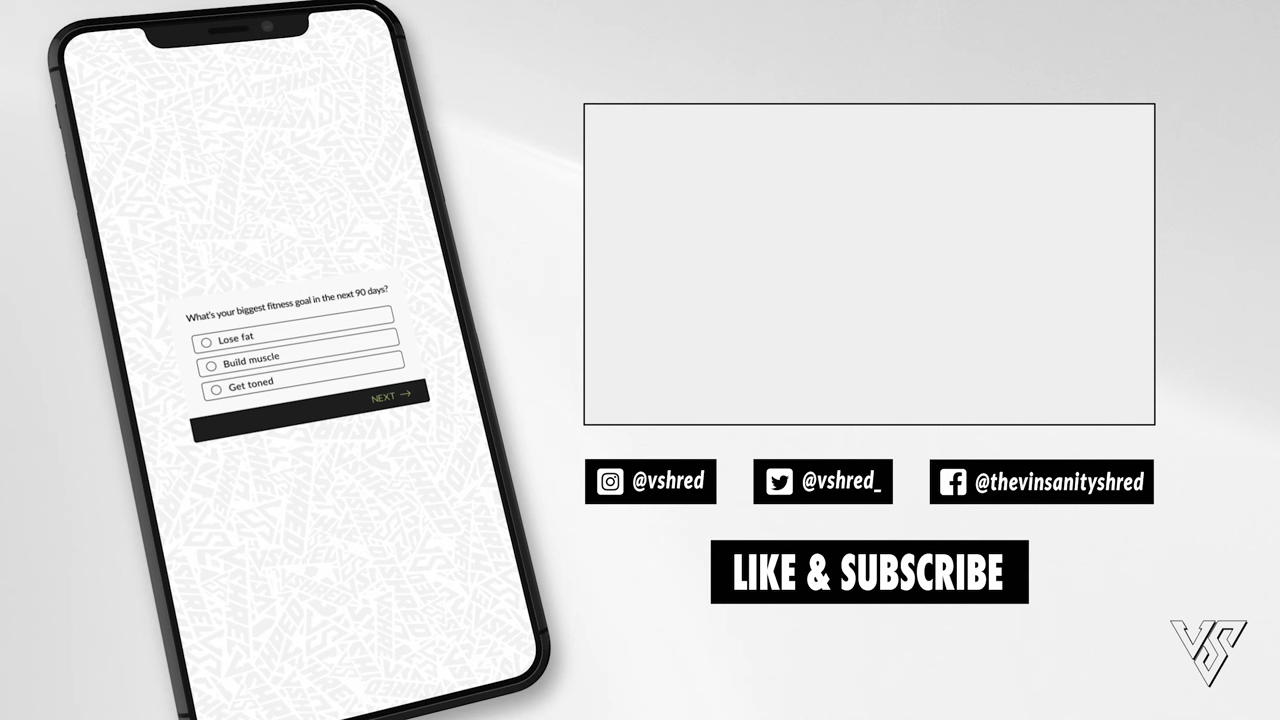 What's your biggest fitness goal in the next 90 days?
Lose fat
Build muscle
Get toned
NEXT →
@vshred
@vshred_
@thevinsanityshred
LIKE & SUBSCRIBE
VS